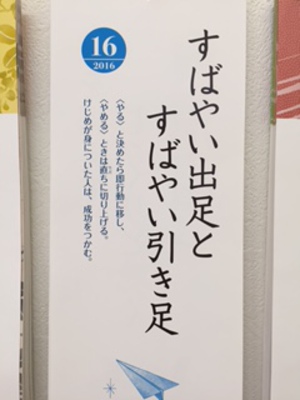 16
2016
すばやい出足と
すばやい引き足
〈やる〉と決めたら即行動に移し、
〈やめる〉ときは直ちに切り上げる。
けじめが身についた人は、成功をつかむ。